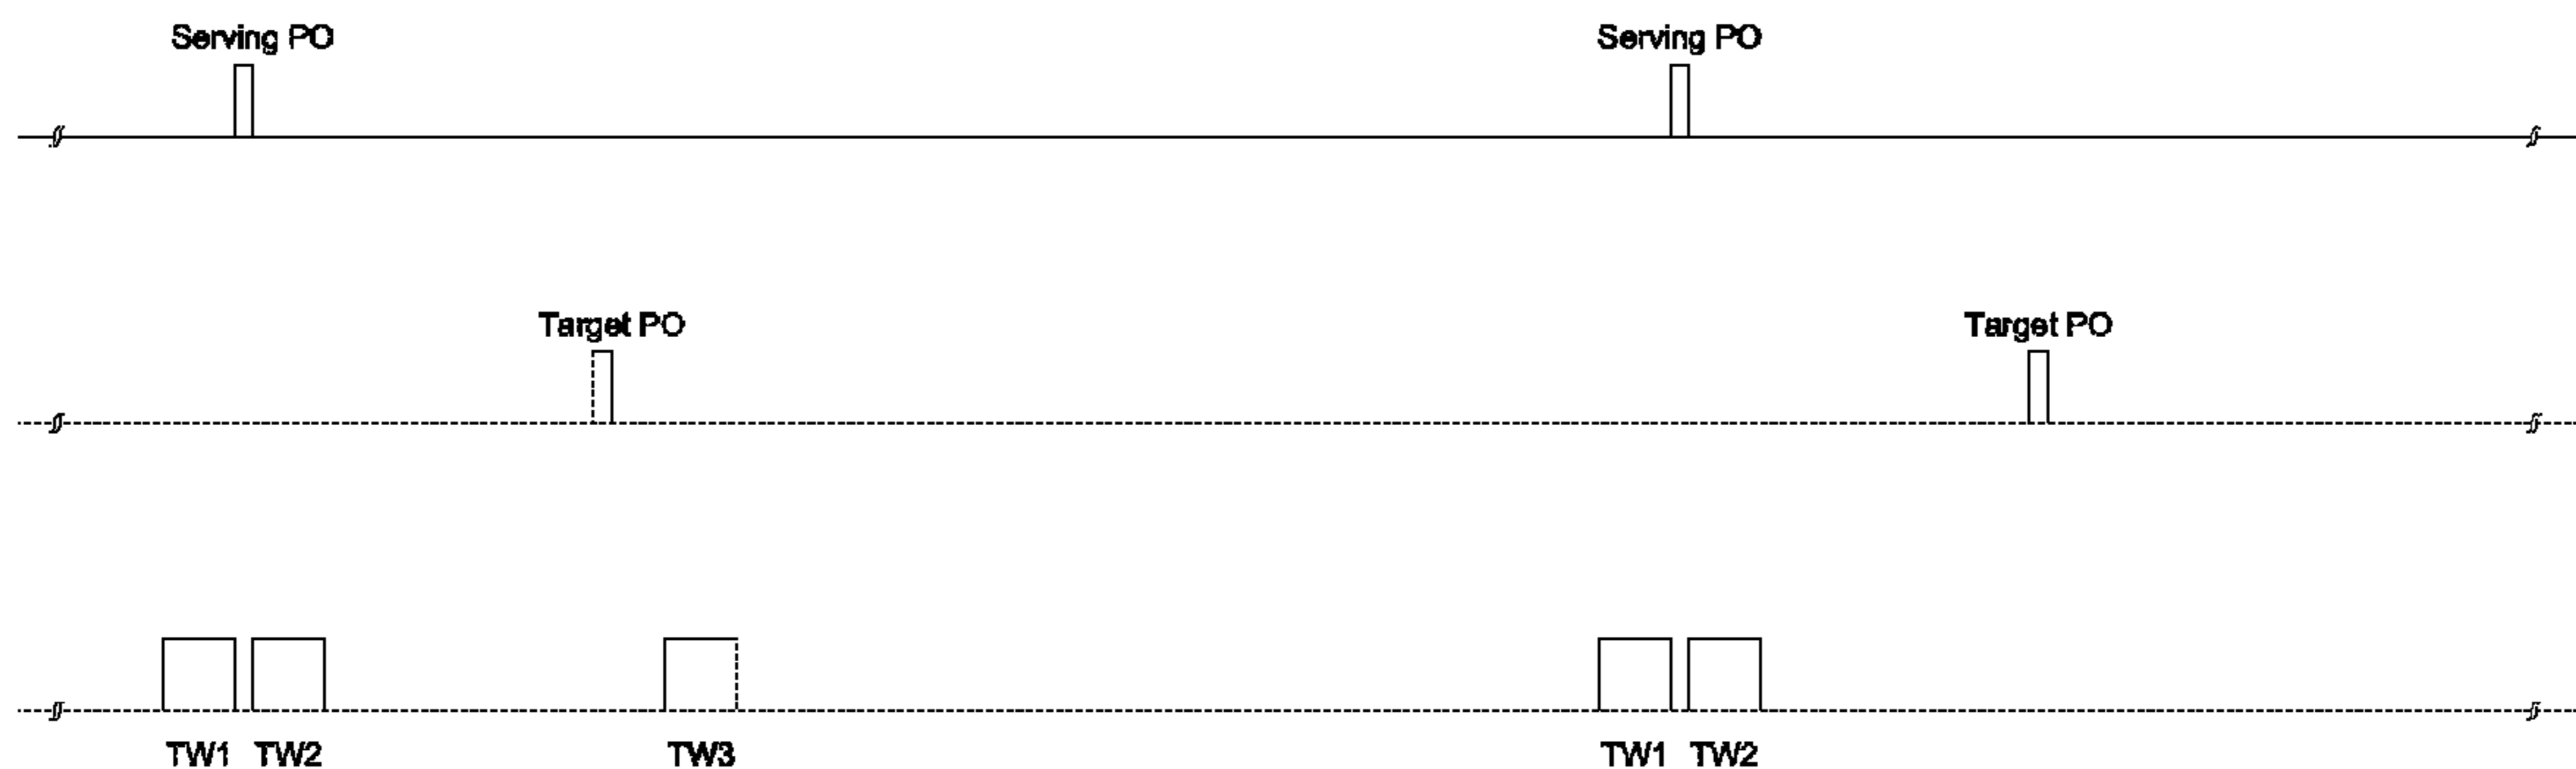 Serving PO Serving PO
Target PO Target PO
TW1 TW2 TW3 TW1 TW2